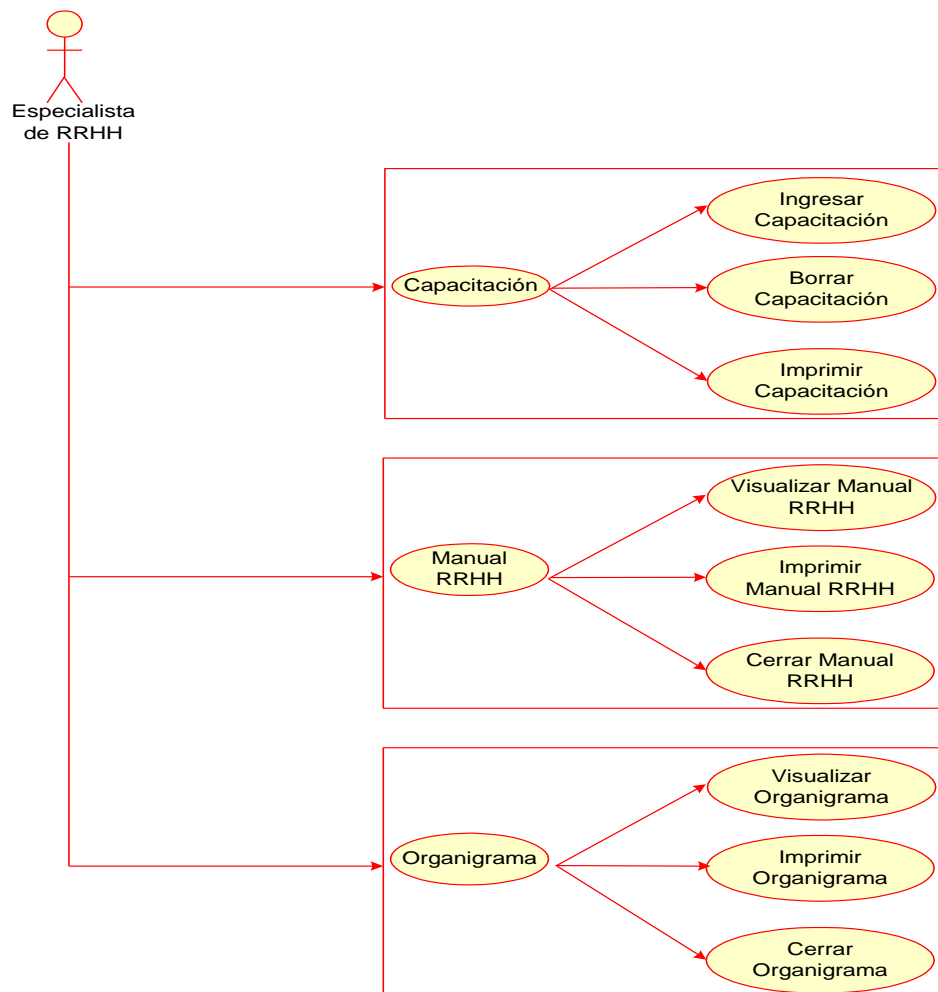 Especialista
de RRHH
Ingresar
Capacitación
Capacitación
Borrar
Capacitación
Imprimir
Capacitación
Visualizar Manual
RRHH
Manual
RRHH
Imprimir
Manual RRHH
Cerrar Manual
RRHH
Visualizar
Organigrama
Organigrama
Imprimir
Organigrama
Cerrar
Organigrama